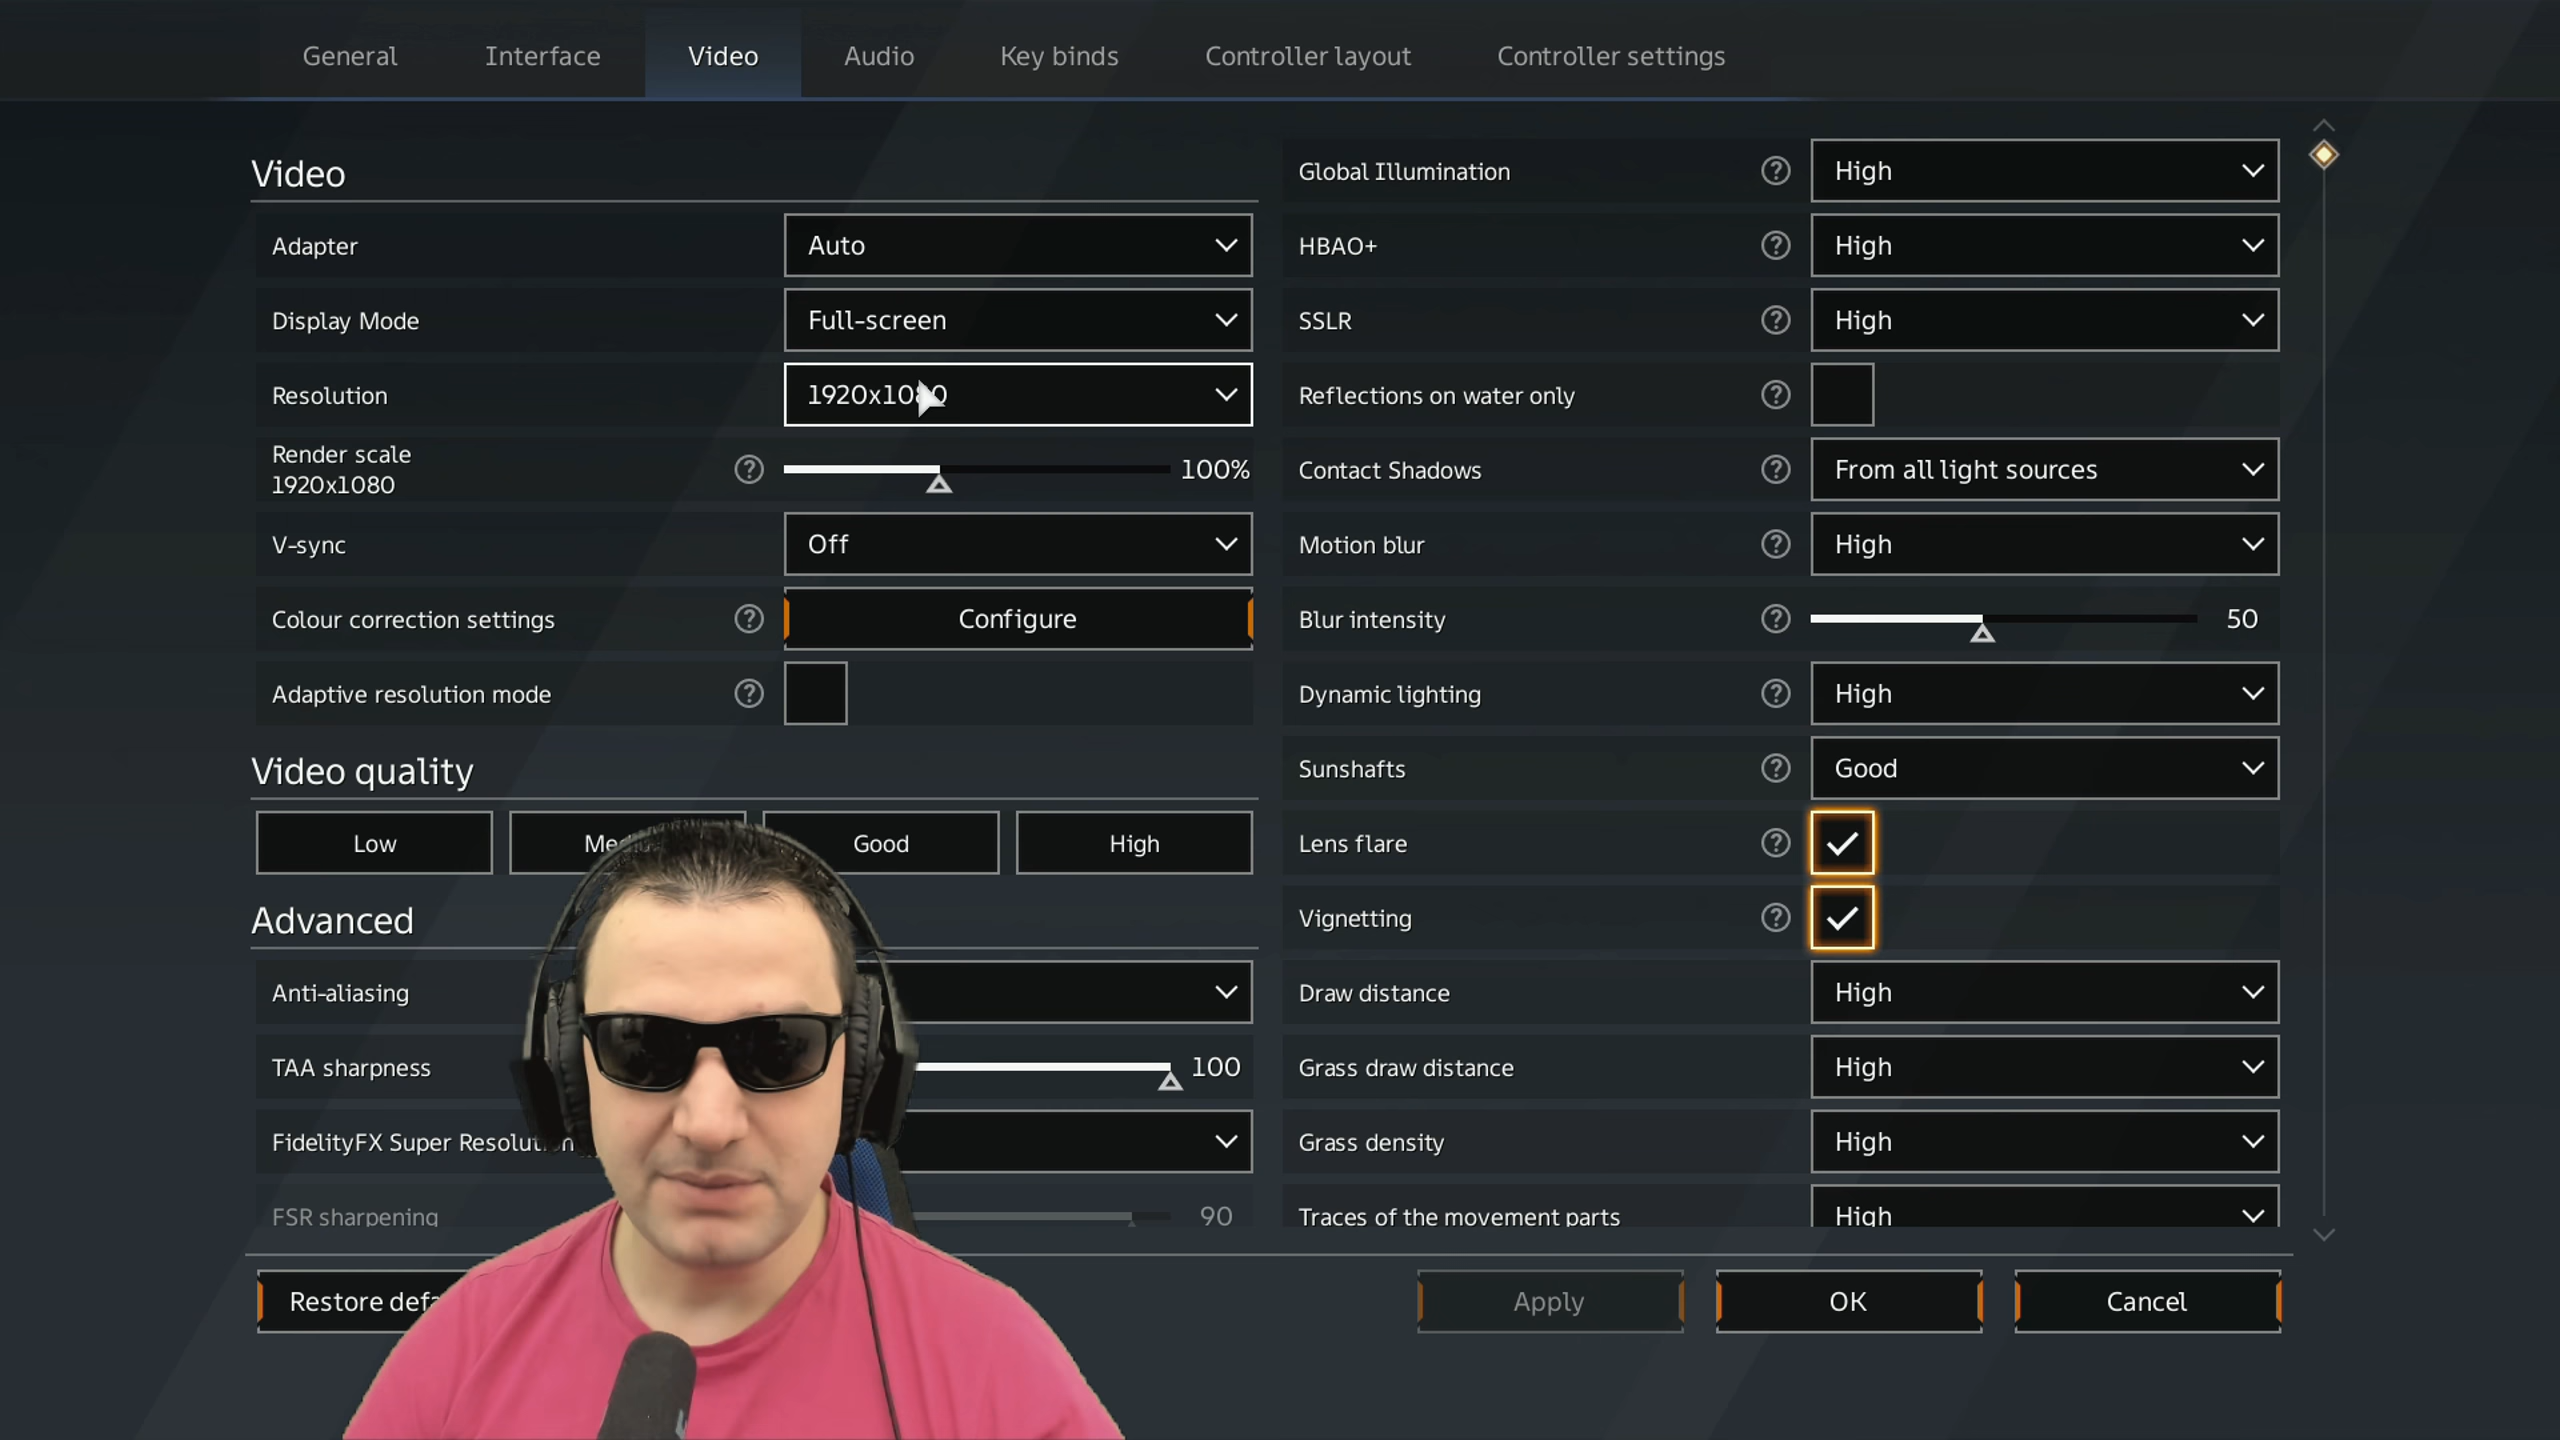 General Interface Video Audio Key binds Controller layout Controller settings
Video
Adapter Auto
Display Mode Full-screen
Resolution 1920x1080
Render scale 100%
1920x1080
V-sync Off
Colour correction settings Configure
Adaptive resolution mode
Video quality
Low Good High
Advanced
Anti-aliasing
TAA sharpness 100
FidelityFX Super Resolution
FSR sharpening 90
Global Illumination High
HBAO+ High
SSLR High
Reflections on water only
Contact Shadows From all light sources
Motion blur High
Blur intensity 50
Dynamic lighting High
Sunshafts Good
Lens flare
Vignetting
Draw distance High
Grass draw distance High
Grass density High
Traces of the movement parts High
Restore Apply OK Cancel